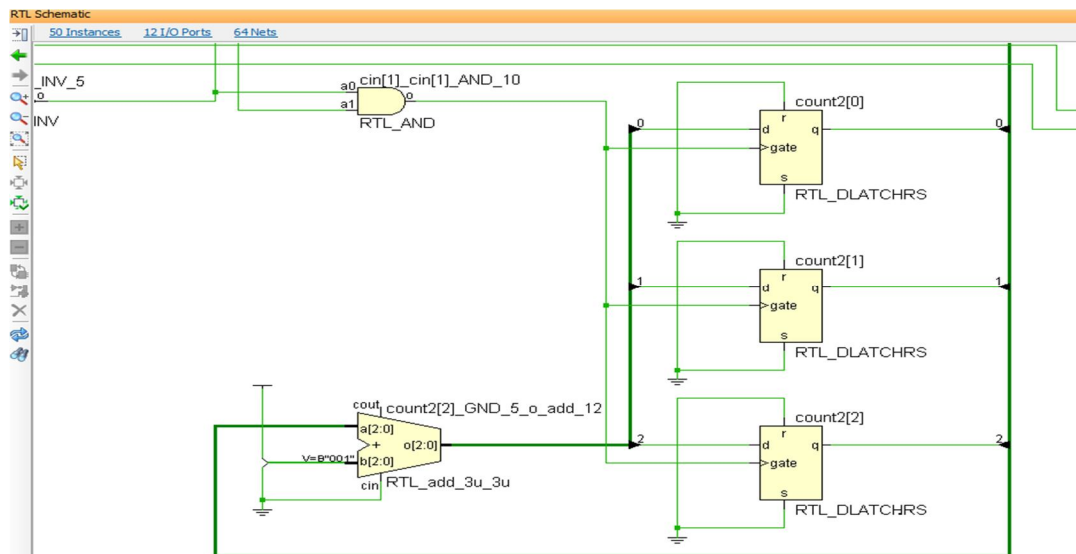 RTL Schematic
50 Instances 12 I/O Ports 64 Nets
_INV_5
o
INV
cin[1]_cin[1]_AND_10
a0
a1
o
RTL_AND
count2[0]
r
0
d
q
0
gate
s
RTL_DLATCHRS
count2[1]
r
1
d
q
1
gate
s
RTL_DLATCHRS
cout
count2[2]_GND_5_o_add_12
a[2:0]
+
o[2:0]
V=B"001"
b[2:0]
cin
RTL_add_3u_3u
count2[2]
r
2
d
q
2
gate
s
RTL_DLATCHRS